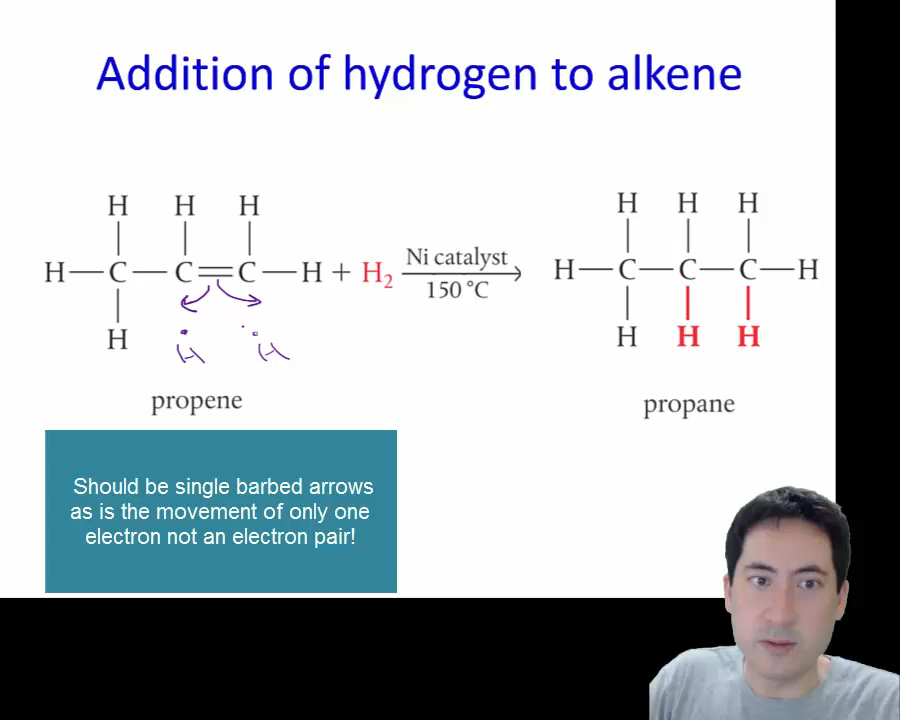 Addition of hydrogen to alkene
H H H H H H
H—C—C=C—H + H₂ Ni catalyst H—C—C—C—H
150 °C
H H H H H H
propene propane
Should be single barbed arrows
as is the movement of only one
electron not an electron pair!